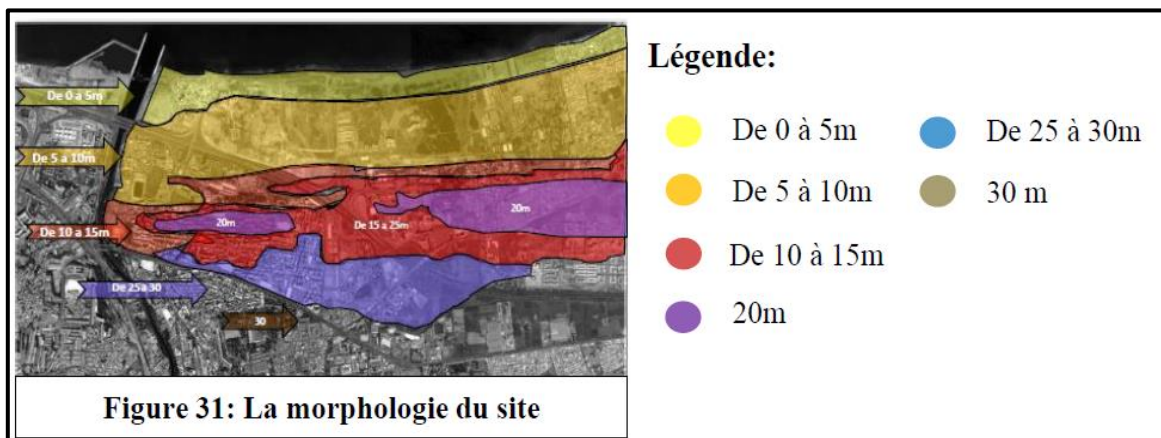 De 0 a 5m
De 5 a 10m
De 10 a 15m
20m
De 15 a 25m
20m
De 25à 30
30
Figure 31: La morphologie du site
Légende:
De 0 à 5m
De 25 à 30m
De 5 à 10m
30 m
De 10 à 15m
20m